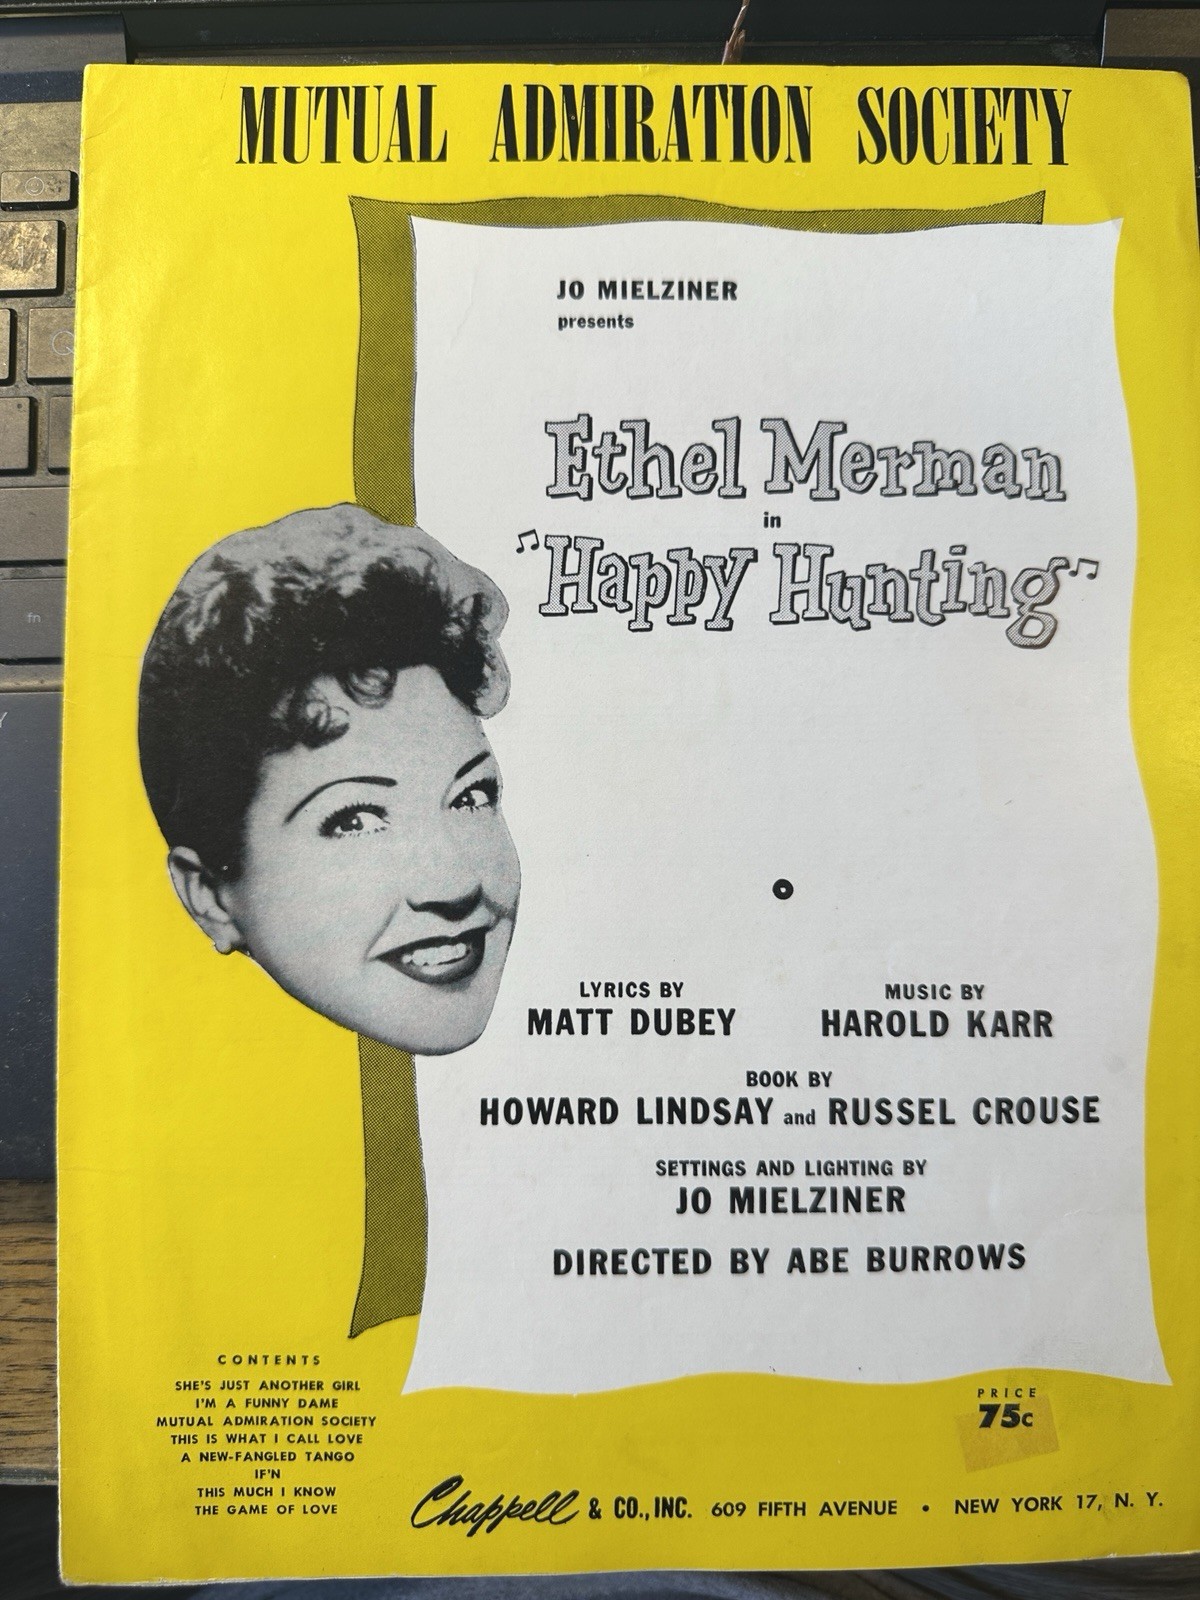 MUTUAL ADMIRATION SOCIETY
JO MIELZINER
presents
Ethel Merman
in
"Happy Hunting"
LYRICS BY
MATT DUBEY
MUSIC BY
HAROLD KARR
BOOK BY
HOWARD LINDSAY and RUSSEL CROUSE
SETTINGS AND LIGHTING BY
JO MIELZINER
DIRECTED BY ABE BURROWS
CONTENTS
SHE'S JUST ANOTHER GIRL
I'M A FUNNY DAME
MUTUAL ADMIRATION SOCIETY
THIS IS WHAT I CALL LOVE
A NEW-FANGLED TANGO
IF'N
THIS MUCH I KNOW
THE GAME OF LOVE
PRICE
75c
Chappell & CO., INC. 609 FIFTH AVENUE • NEW YORK 17, N. Y.
fn